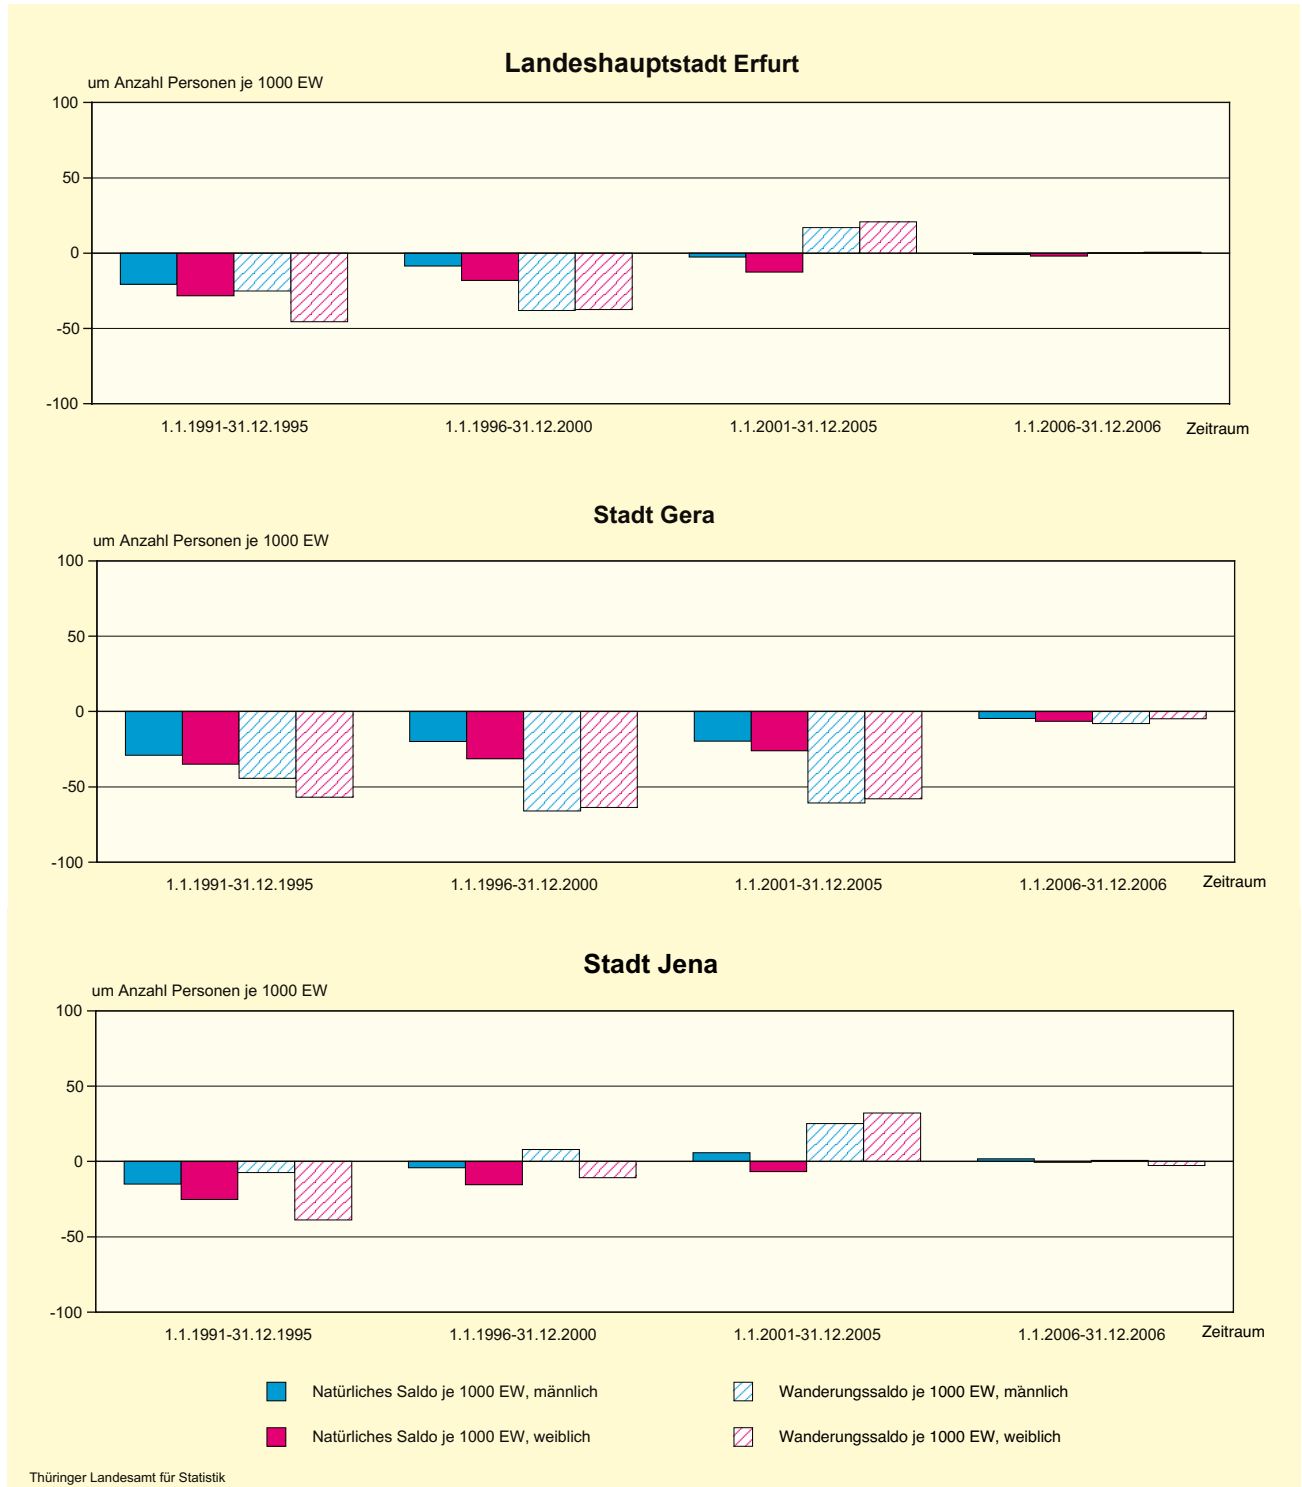 Landeshauptstadt Erfurt
um Anzahl Personen je 1000 EW
100
50
0
-50
-100
1.1.1991-31.12.1995 1.1.1996-31.12.2000 1.1.2001-31.12.2005 1.1.2006-31.12.2006 Zeitraum
Stadt Gera
um Anzahl Personen je 1000 EW
100
50
0
-50
-100
1.1.1991-31.12.1995 1.1.1996-31.12.2000 1.1.2001-31.12.2005 1.1.2006-31.12.2006 Zeitraum
Stadt Jena
um Anzahl Personen je 1000 EW
100
50
0
-50
-100
1.1.1991-31.12.1995 1.1.1996-31.12.2000 1.1.2001-31.12.2005 1.1.2006-31.12.2006 Zeitraum
Natürliches Saldo je 1000 EW, männlich Wanderungssaldo je 1000 EW, männlich
Natürliches Saldo je 1000 EW, weiblich Wanderungssaldo je 1000 EW, weiblich
Thüringer Landesamt für Statistik